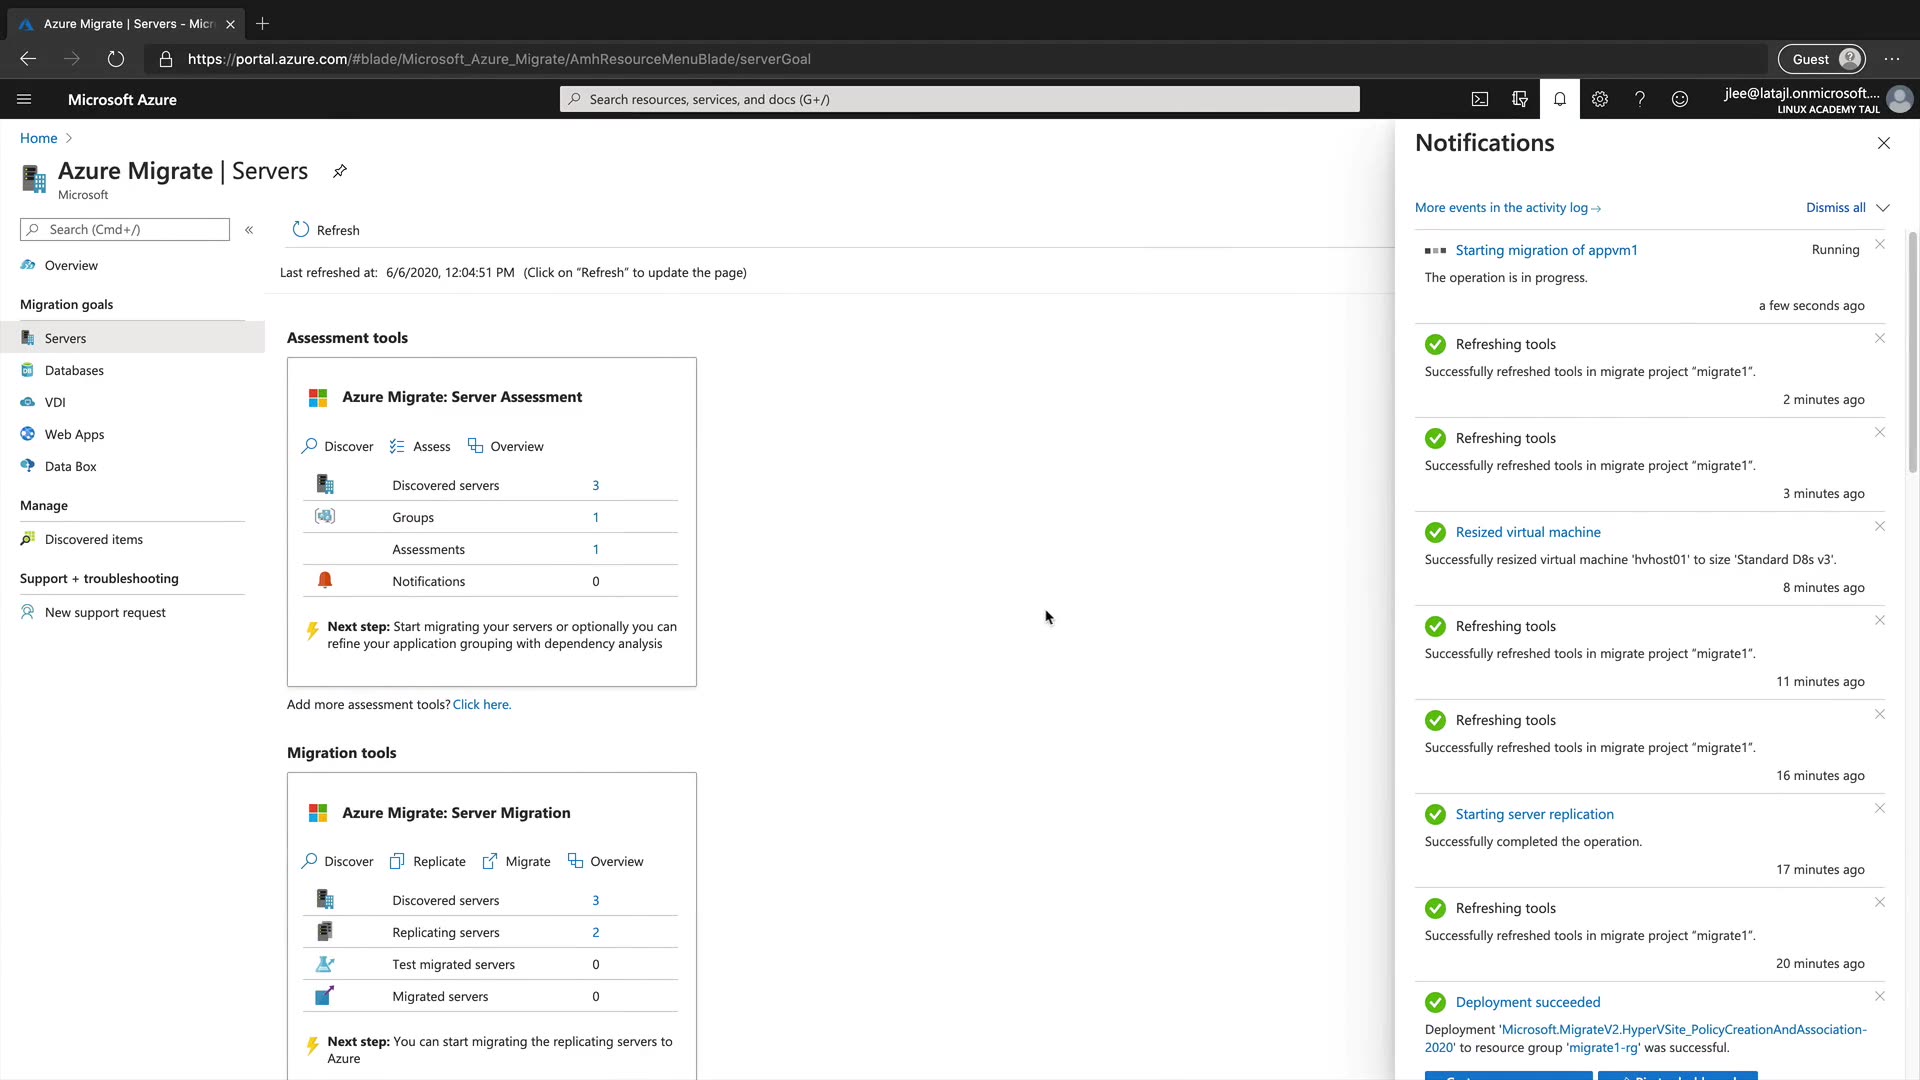 Azure Migrate | Servers - Micr
https://portal.azure.com/#blade/Microsoft_Azure_Migrate/AmhResourceMenuBlade/serverGoal
Guest
Microsoft Azure
Search resources, services, and docs (G+/)
jlee@latajl.onmicrosoft....
LINUX ACADEMY TAJL
Home
Azure Migrate | Servers
Microsoft
Search (Cmd+/)
Overview
Migration goals
Servers
Databases
VDI
Web Apps
Data Box
Manage
Discovered items
Support + troubleshooting
New support request
Refresh
Last refreshed at: 6/6/2020, 12:04:51 PM (Click on “Refresh” to update the page)
Assessment tools
Azure Migrate: Server Assessment
Discover Assess Overview
Discovered servers 3
Groups 1
Assessments 1
Notifications 0
Next step: Start migrating your servers or optionally you can
refine your application grouping with dependency analysis
Add more assessment tools? Click here.
Migration tools
Azure Migrate: Server Migration
Discover Replicate Migrate Overview
Discovered servers 3
Replicating servers 2
Test migrated servers 0
Migrated servers 0
Next step: You can start migrating the replicating servers to
Azure
Notifications
More events in the activity log→
Dismiss all
Starting migration of appvm1 Running
The operation is in progress.
a few seconds ago
Refreshing tools
Successfully refreshed tools in migrate project “migrate1”.
2 minutes ago
Refreshing tools
Successfully refreshed tools in migrate project “migrate1”.
3 minutes ago
Resized virtual machine
Successfully resized virtual machine 'hvhost01' to size 'Standard D8s v3'.
8 minutes ago
Refreshing tools
Successfully refreshed tools in migrate project “migrate1”.
11 minutes ago
Refreshing tools
Successfully refreshed tools in migrate project “migrate1”.
16 minutes ago
Starting server replication
Successfully completed the operation.
17 minutes ago
Refreshing tools
Successfully refreshed tools in migrate project “migrate1”.
20 minutes ago
Deployment succeeded
Deployment 'Microsoft.MigrateV2.HyperVSite_PolicyCreationAndAssociation-
2020' to resource group 'migrate1-rg' was successful.